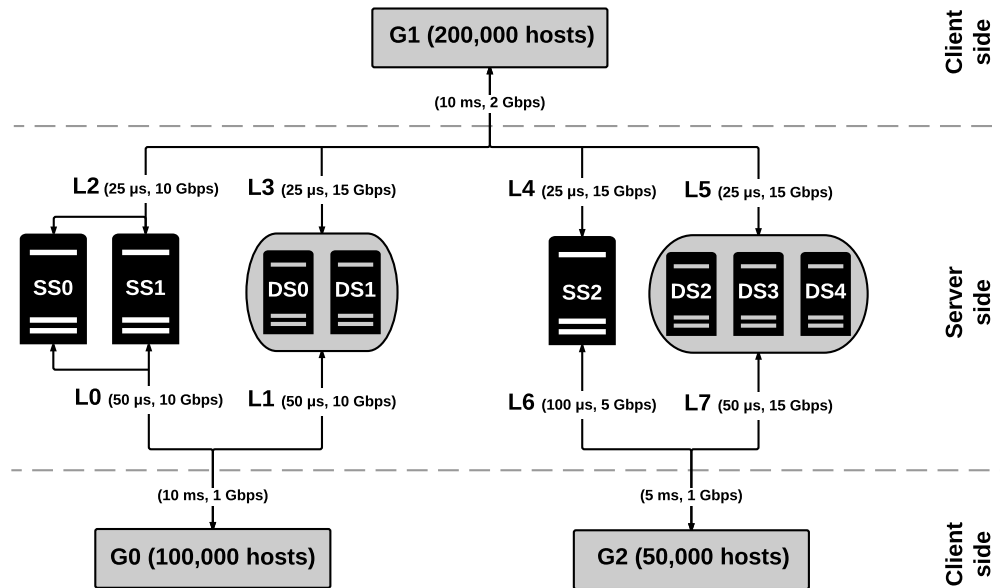 G1 (200,000 hosts)
Client
side
(10 ms, 2 Gbps)
L2 (25 μs, 10 Gbps)
L3 (25 μs, 15 Gbps)
L4 (25 μs, 15 Gbps)
L5 (25 μs, 15 Gbps)
SS0
SS1
DS0
DS1
SS2
DS2
DS3
DS4
Server
side
L0 (50 μs, 10 Gbps)
L1 (50 μs, 10 Gbps)
L6 (100 μs, 5 Gbps)
L7 (50 μs, 15 Gbps)
(10 ms, 1 Gbps)
(5 ms, 1 Gbps)
G0 (100,000 hosts)
G2 (50,000 hosts)
Client
side